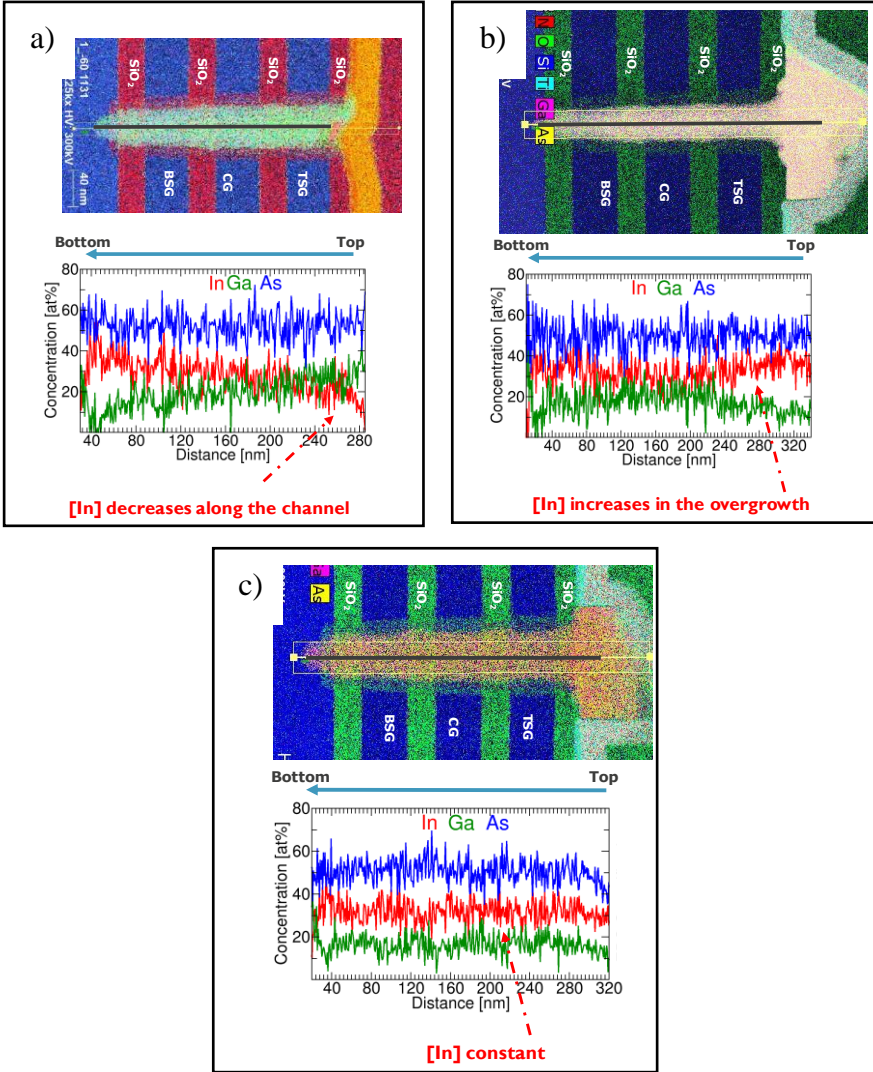 a)
1_-60 1131
25kx HV: 300kV
40 nm
SiO2 SiO2 SiO2 SiO2
BSG CG TSG
Bottom Top
Concentration [at%]
80
60
40
20
In Ga As
40 80 120 160 200 240 280
Distance [nm]
[In] decreases along the channel
b)
N
O
Si
Ti
Ga
As
V
SiO2 SiO2 SiO2 SiO2
BSG CG TSG
Bottom Top
Concentration [at%]
80
60
40
20
In Ga As
40 80 120 160 200 240 280 320
Distance [nm]
[In] increases in the overgrowth
c)
As
SiO2 SiO2 SiO2 SiO2
BSG CG TSG
Bottom Top
Concentration [at%]
80
60
40
20
In Ga As
40 80 120 160 200 240 280 320
Distance [nm]
[In] constant